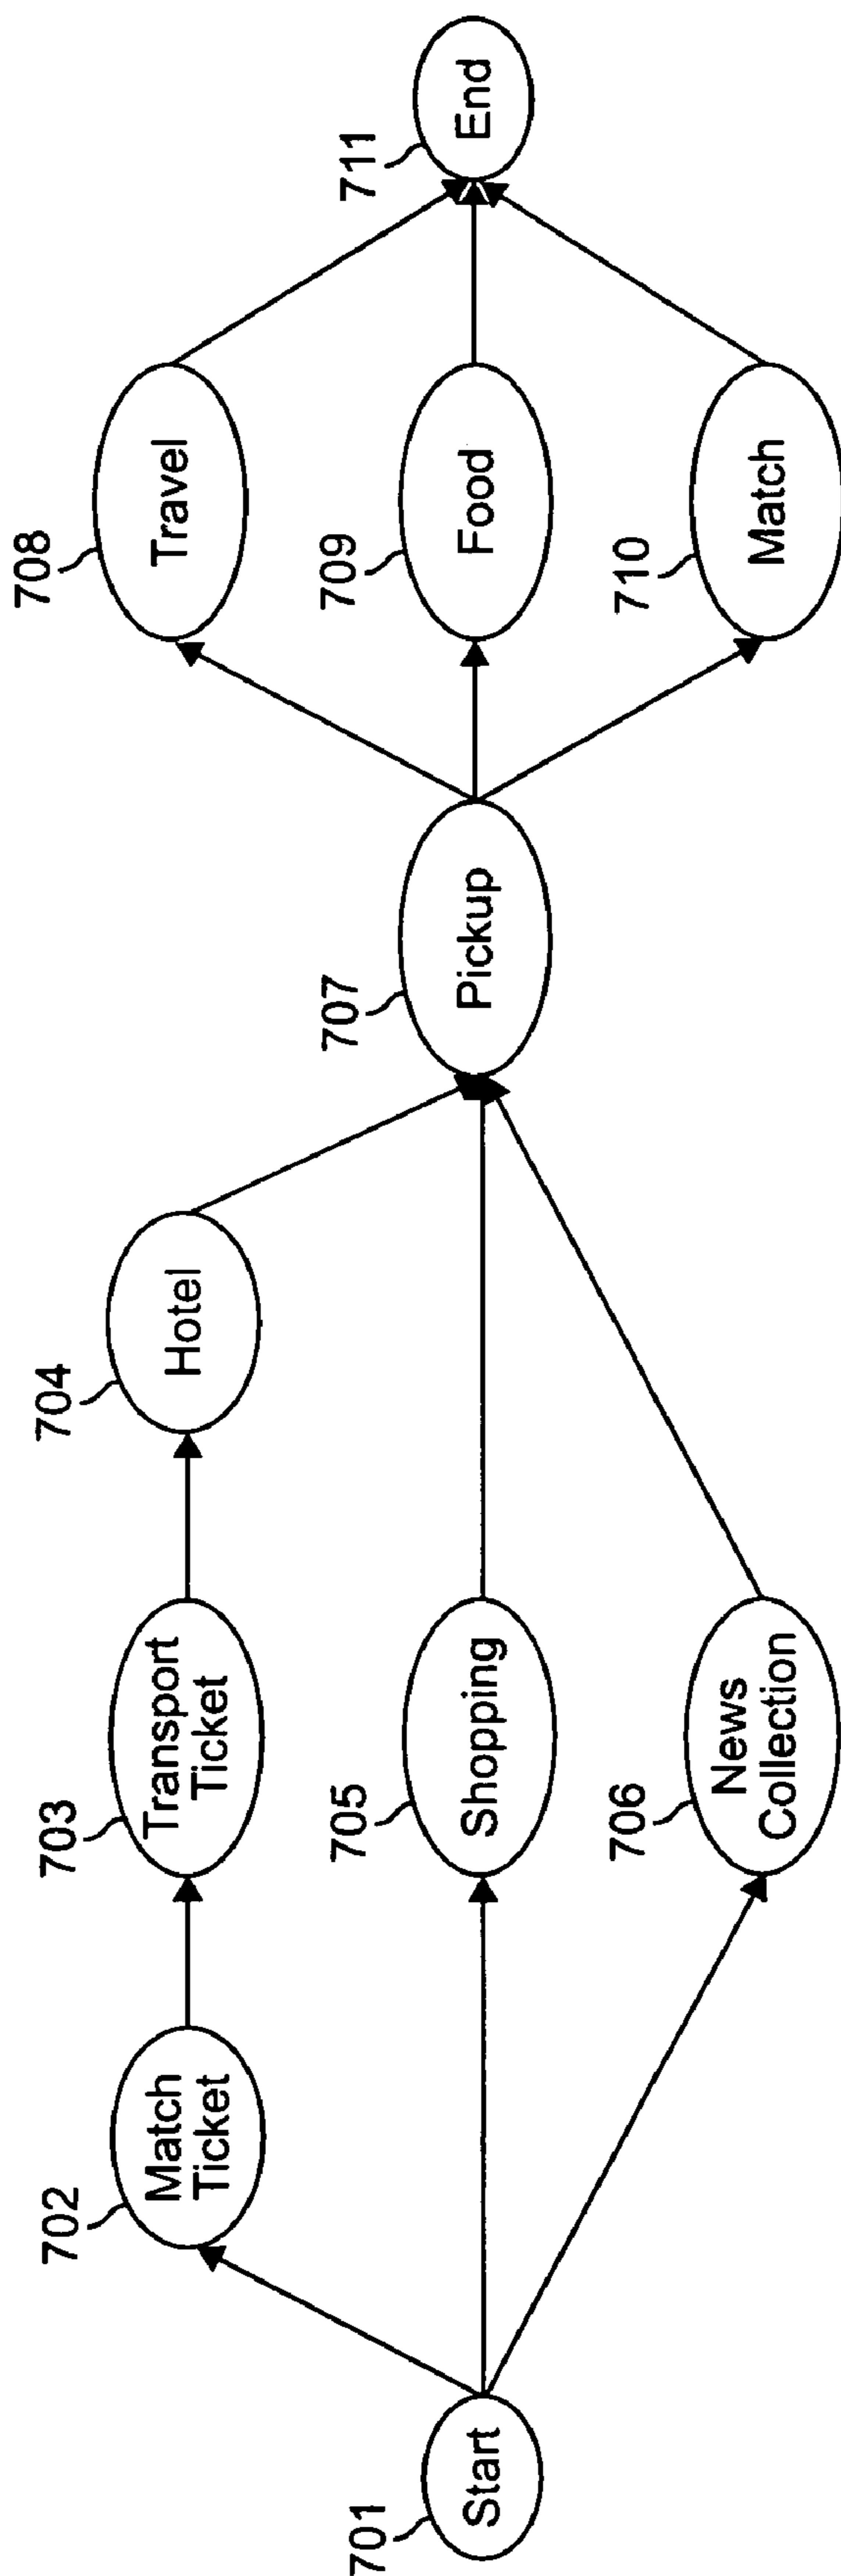 701
Start
702
Match
Ticket
703
Transport
Ticket
704
Hotel
705
Shopping
706
News
Collection
707
Pickup
708
Travel
709
Food
710
Match
711
End